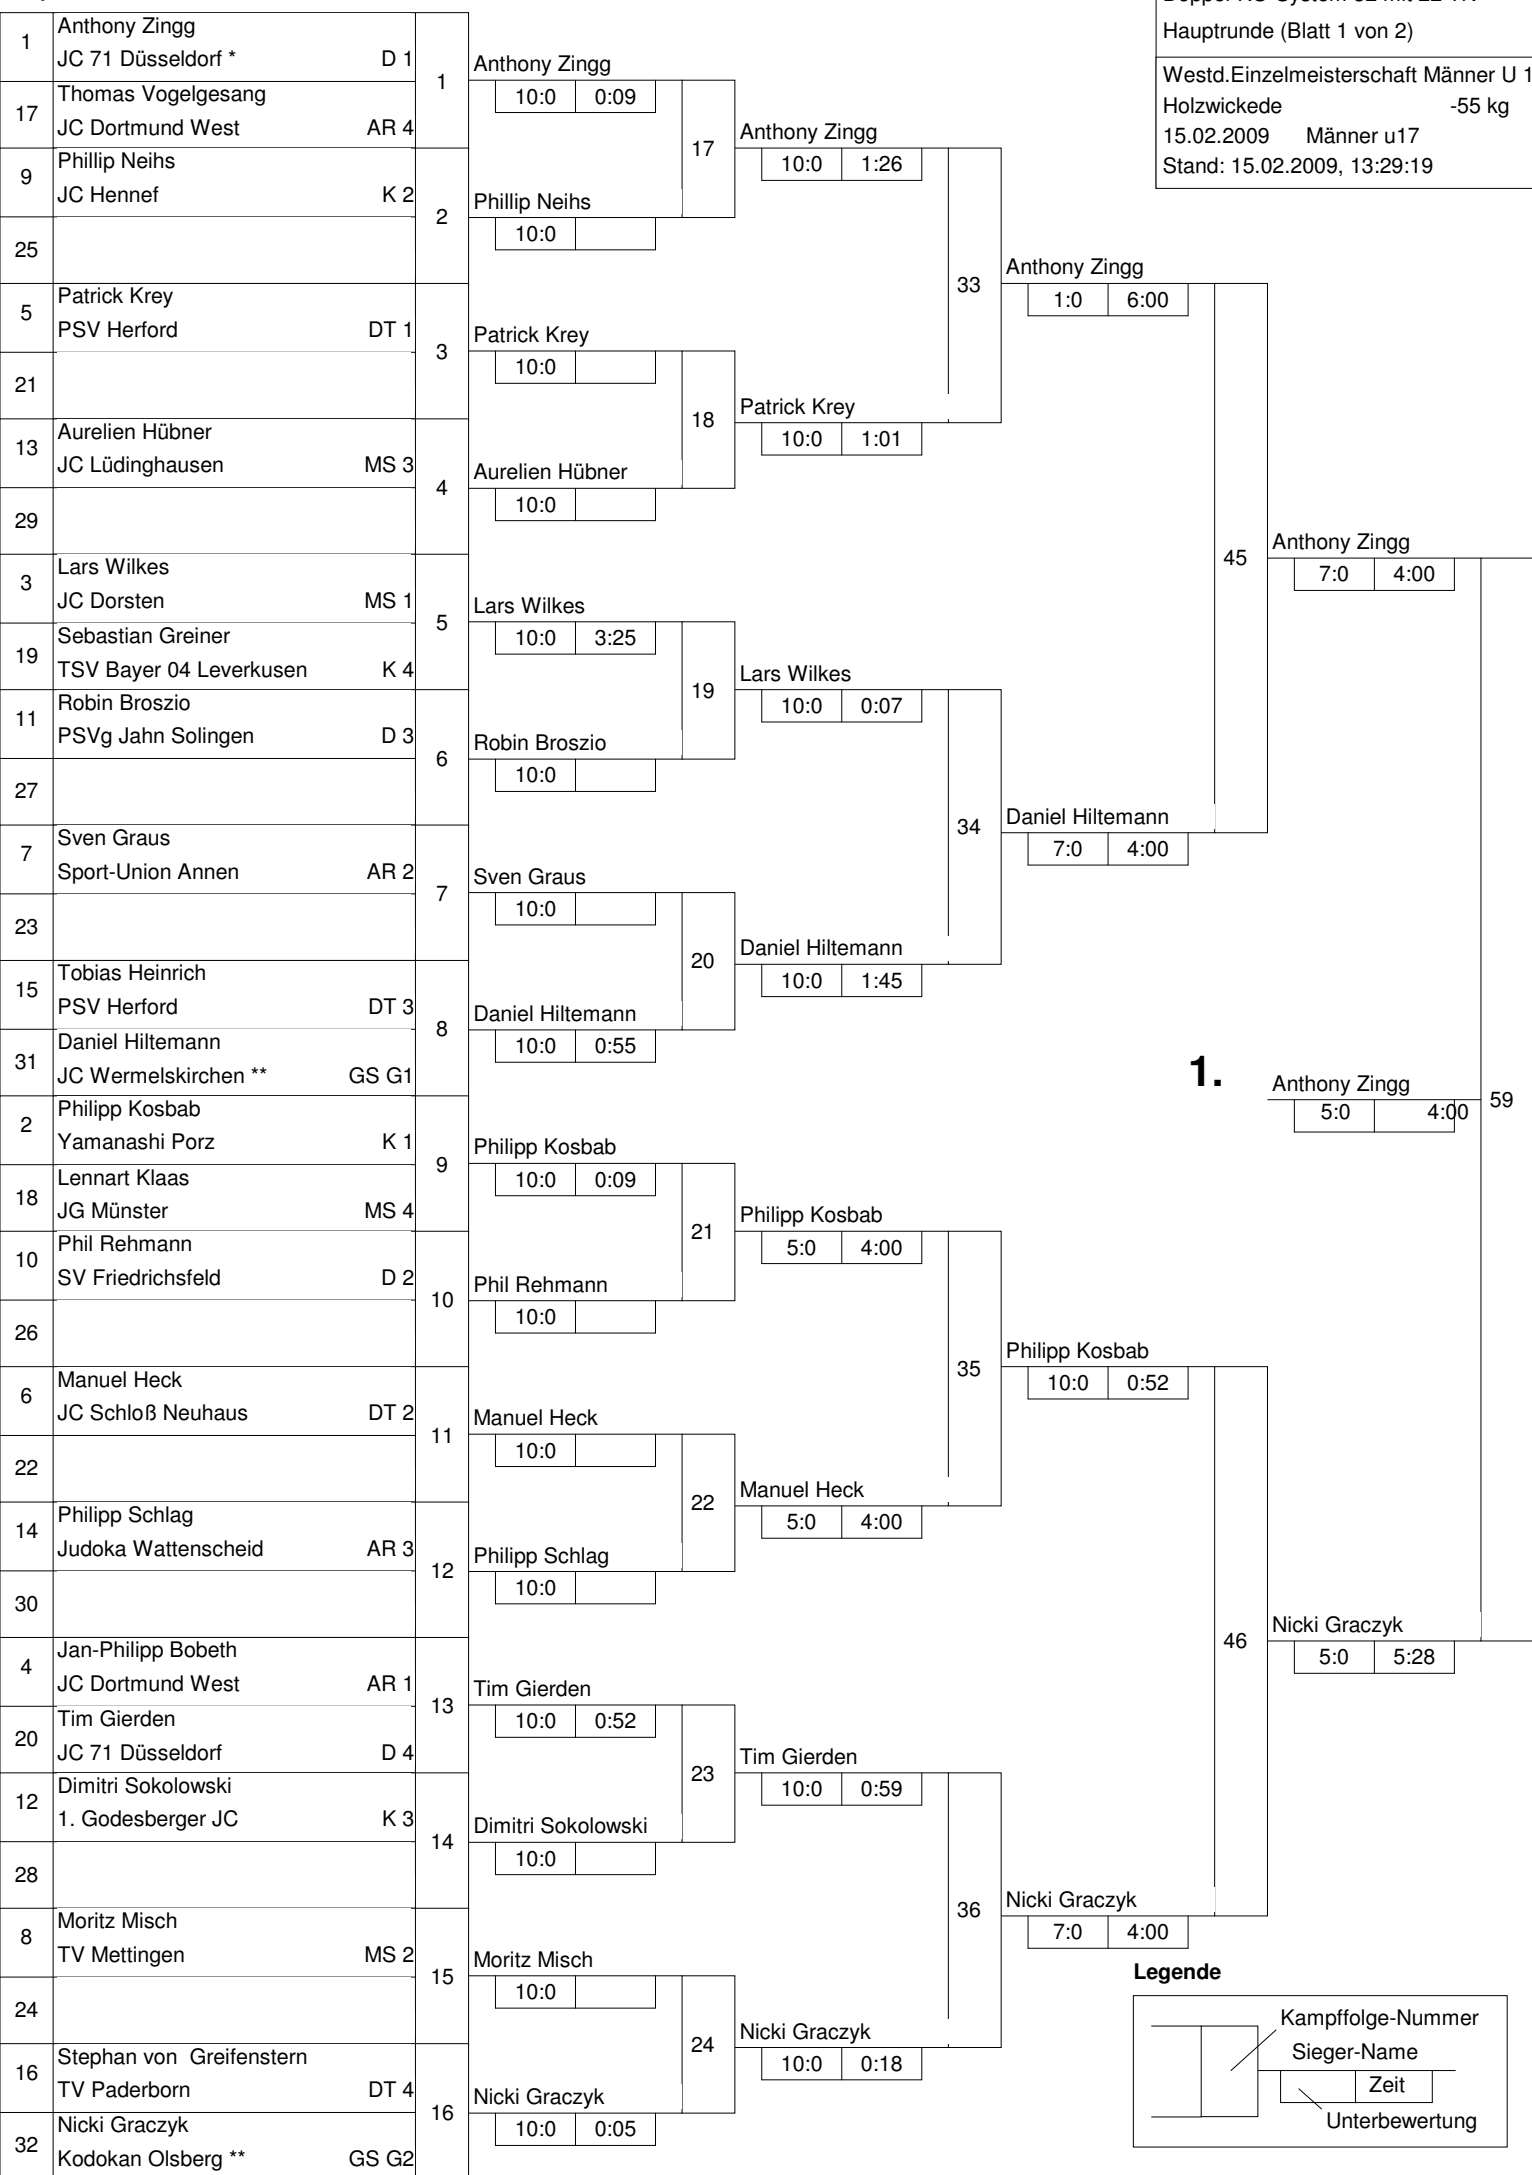 Hauptrunde (Blatt 1 von 2)
Westd.Einzelmeisterschaft Männer U 1
Holzwickede -55 kg
15.02.2009 Männer u17
Stand: 15.02.2009, 13:29:19
1 Anthony Zingg
JC 71 Düsseldorf * D 1
17 Thomas Vogelgesang
JC Dortmund West AR 4
9 Phillip Neihs
JC Hennef K 2
25
5 Patrick Krey
PSV Herford DT 1
21
13 Aurelien Hübner
JC Lüdinghausen MS 3
29
3 Lars Wilkes
JC Dorsten MS 1
19 Sebastian Greiner
TSV Bayer 04 Leverkusen K 4
11 Robin Broszio
PSVg Jahn Solingen D 3
27
7 Sven Graus
Sport-Union Annen AR 2
23
15 Tobias Heinrich
PSV Herford DT 3
31 Daniel Hiltemann
JC Wermelskirchen ** GS G1
2 Philipp Kosbab
Yamanashi Porz K 1
18 Lennart Klaas
JG Münster MS 4
10 Phil Rehmann
SV Friedrichsfeld D 2
26
6 Manuel Heck
JC Schloß Neuhaus DT 2
22
14 Philipp Schlag
Judoka Wattenscheid AR 3
30
4 Jan-Philipp Bobeth
JC Dortmund West AR 1
20 Tim Gierden
JC 71 Düsseldorf D 4
12 Dimitri Sokolowski
1. Godesberger JC K 3
28
8 Moritz Misch
TV Mettingen MS 2
24
16 Stephan von Greifenstern
TV Paderborn DT 4
32 Nicki Graczyk
Kodokan Olsberg ** GS G2
1 Anthony Zingg
10:0 0:09
2 Phillip Neihs
10:0
3 Patrick Krey
10:0
4 Aurelien Hübner
10:0
5 Lars Wilkes
10:0 3:25
6 Robin Broszio
10:0
7 Sven Graus
10:0
8 Daniel Hiltemann
10:0 0:55
9 Philipp Kosbab
10:0 0:09
10 Phil Rehmann
10:0
11 Manuel Heck
10:0
12 Philipp Schlag
10:0
13 Tim Gierden
10:0 0:52
14 Dimitri Sokolowski
10:0
15 Moritz Misch
10:0
16 Nicki Graczyk
10:0 0:05
17 Anthony Zingg
10:0 1:26
18 Patrick Krey
10:0 1:01
19 Lars Wilkes
10:0 0:07
20 Daniel Hiltemann
10:0 1:45
21 Philipp Kosbab
5:0 4:00
22 Manuel Heck
5:0 4:00
23 Tim Gierden
10:0 0:59
24 Nicki Graczyk
10:0 0:18
33 Anthony Zingg
1:0 6:00
34 Daniel Hiltemann
7:0 4:00
35 Philipp Kosbab
10:0 0:52
36 Nicki Graczyk
7:0 4:00
45 Anthony Zingg
7:0 4:00
46 Nicki Graczyk
5:0 5:28
1. Anthony Zingg 59
5:0 4:00
Legende
Kampffolge-Nummer
Sieger-Name
Zeit
Unterbewertung